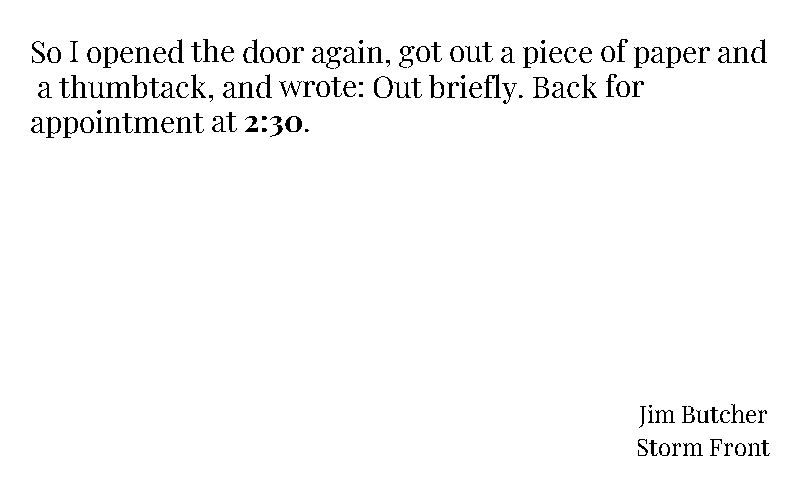 So I opened the door again, got out a piece of paper and
a thumbtack, and wrote: Out briefly. Back for
appointment at 2:30.
Jim Butcher
Storm Front